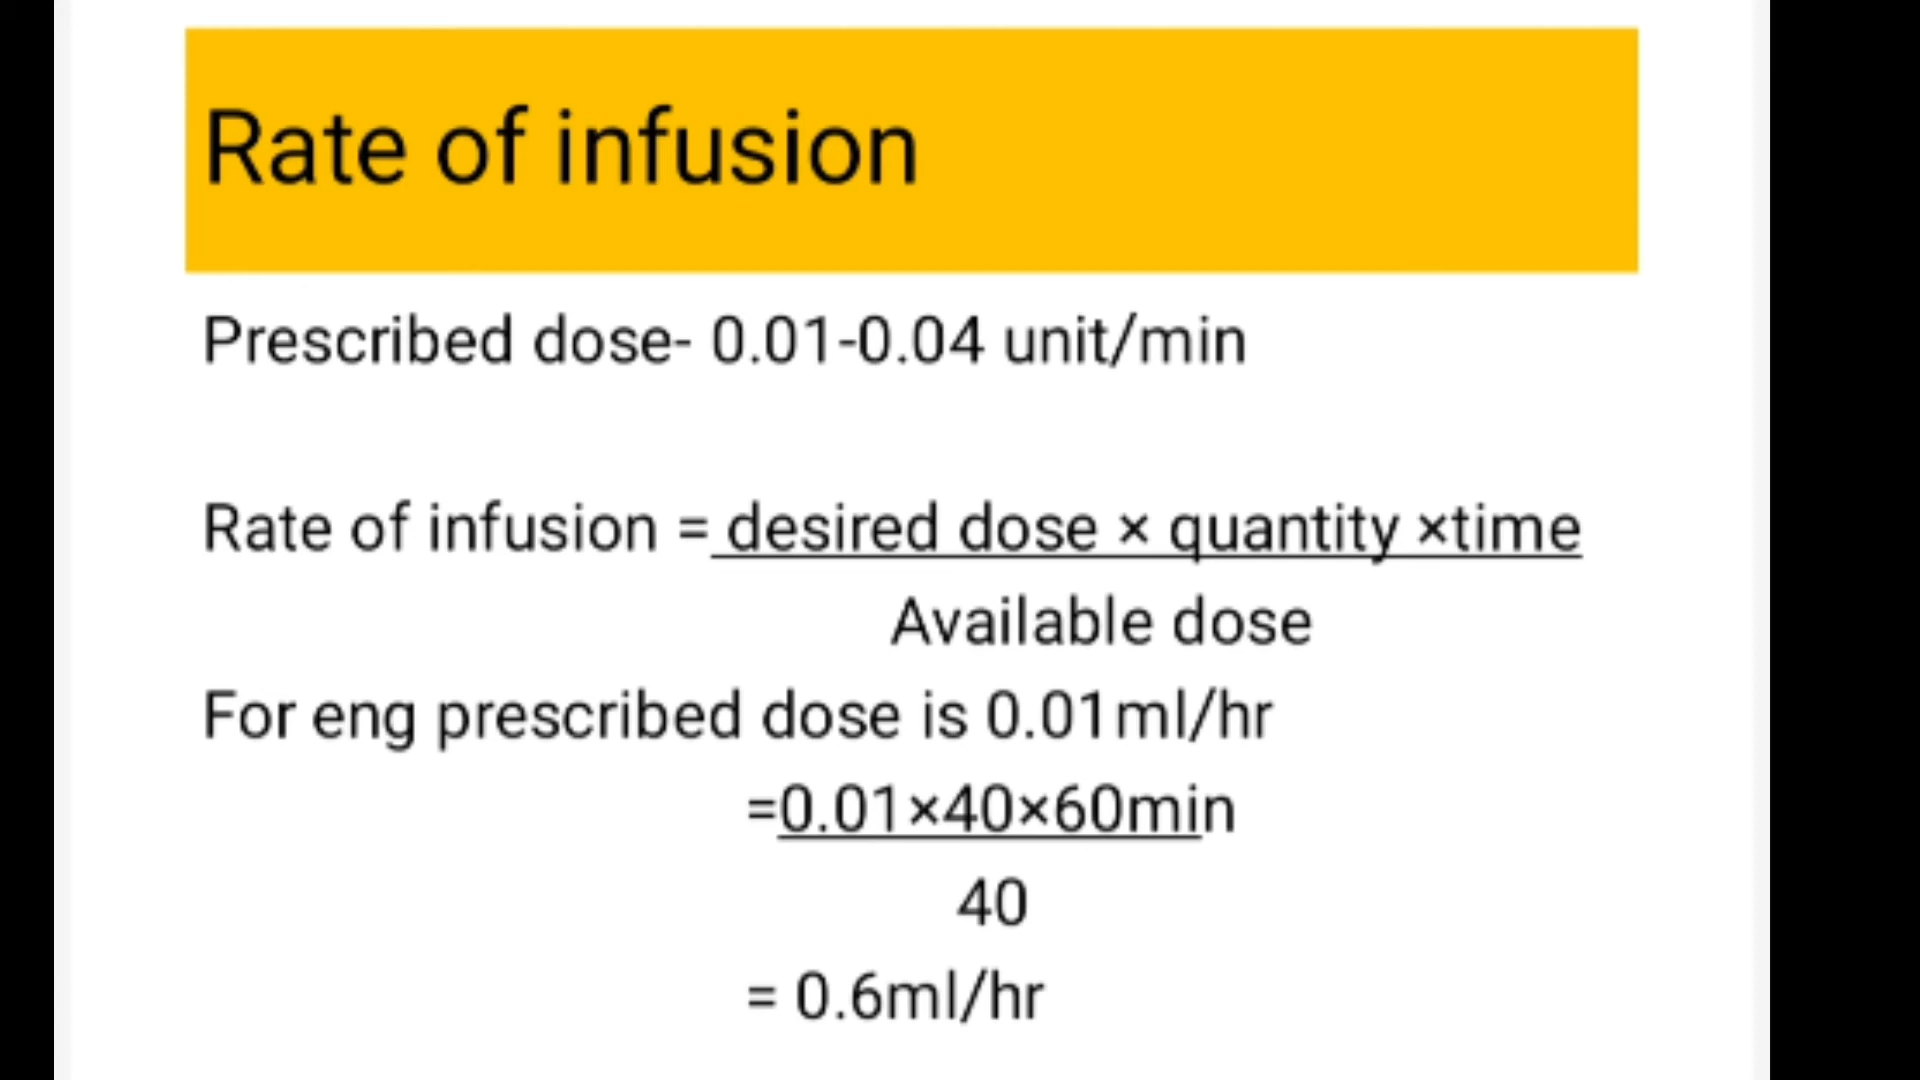 Rate of infusion
Prescribed dose- 0.01-0.04 unit/min
Rate of infusion = desired dose × quantity ×time
Available dose
For eng prescribed dose is 0.01ml/hr
=0.01×40×60min
40
= 0.6ml/hr